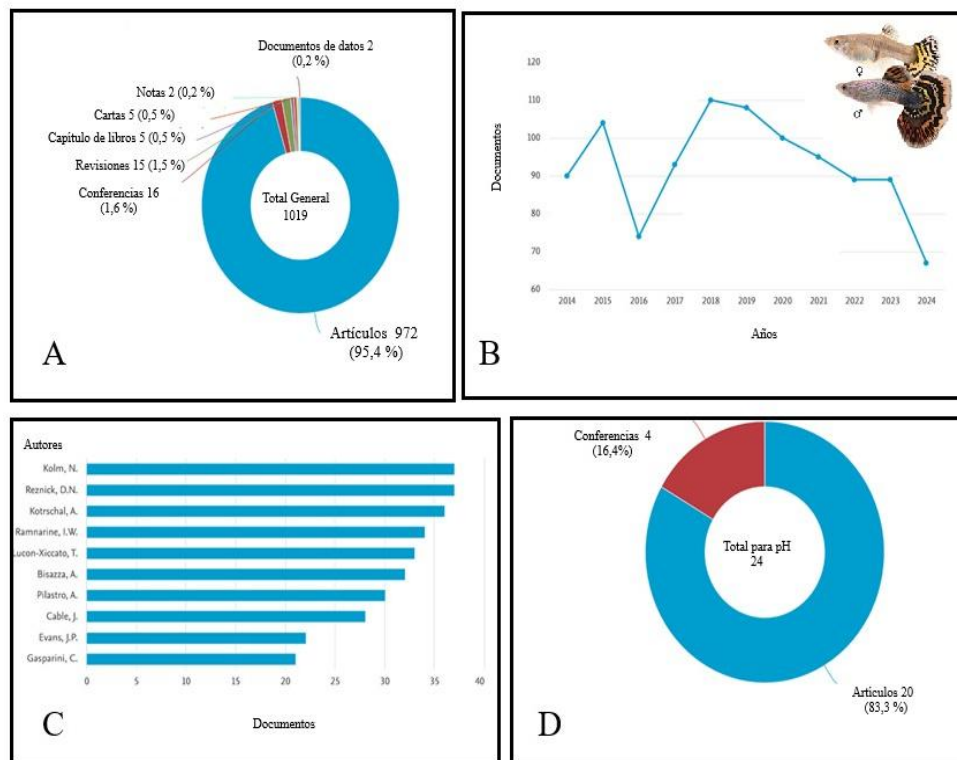 Documentos de datos 2
(0,2 %)
Notas 2 (0,2 %)
Cartas 5 (0,5 %)
Capítulo de libros 5 (0,5 %)
Revisiones 15 (1,5 %)
Conferencias 16
(1,6 %)
Total General
1019
Artículos 972
(95,4 %)
A
120
110
100
90
80
70
60
Documentos
♀
♂
2014 2015 2016 2017 2018 2019 2020 2021 2022 2023 2024
Años
B
Autores
Kolm, N.
Reznick, D.N.
Kotrschal, A.
Ramnarine, I.W.
Lucon-Xiccato, T.
Bisazza, A.
Pilastro, A.
Cable, J.
Evans, J.P.
Gasparini, C.
0 5 10 15 20 25 30 35 40
Documentos
C
Conferencias 4
(16,4%)
Total para pH
24
Artículos 20
(83,3 %)
D